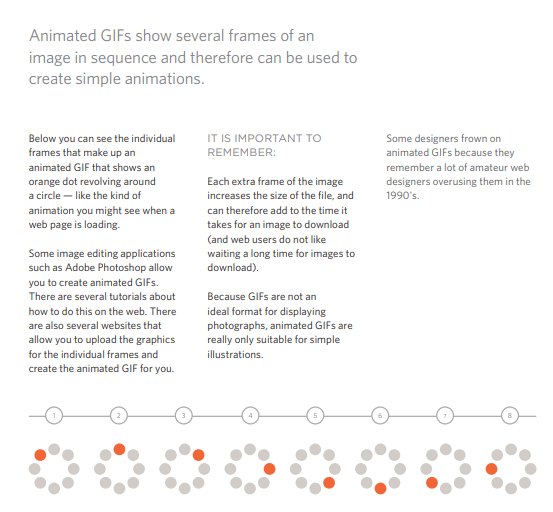 Animated GIFs show several frames of an
image in sequence and therefore can be used to
create simple animations.
Below you can see the individual
frames that make up an
animated GIF that shows an
orange dot revolving around
a circle — like the kind of
animation you might see when a
web page is loading.
Some image editing applications
such as Adobe Photoshop allow
you to create animated GIFs.
There are several tutorials about
how to do this on the web. There
are also several websites that
allow you to upload the graphics
for the individual frames and
create the animated GIF for you.
IT IS IMPORTANT TO
REMEMBER:
Each extra frame of the image
increases the size of the file, and
can therefore add to the time it
takes for an image to download
(and web users do not like
waiting a long time for images to
download).
Because GIFs are not an
ideal format for displaying
photographs, animated GIFs are
really only suitable for simple
illustrations.
Some designers frown on
animated GIFs because they
remember a lot of amateur web
designers overusing them in the
1990's.
1 2 3 4 5 6 7 8